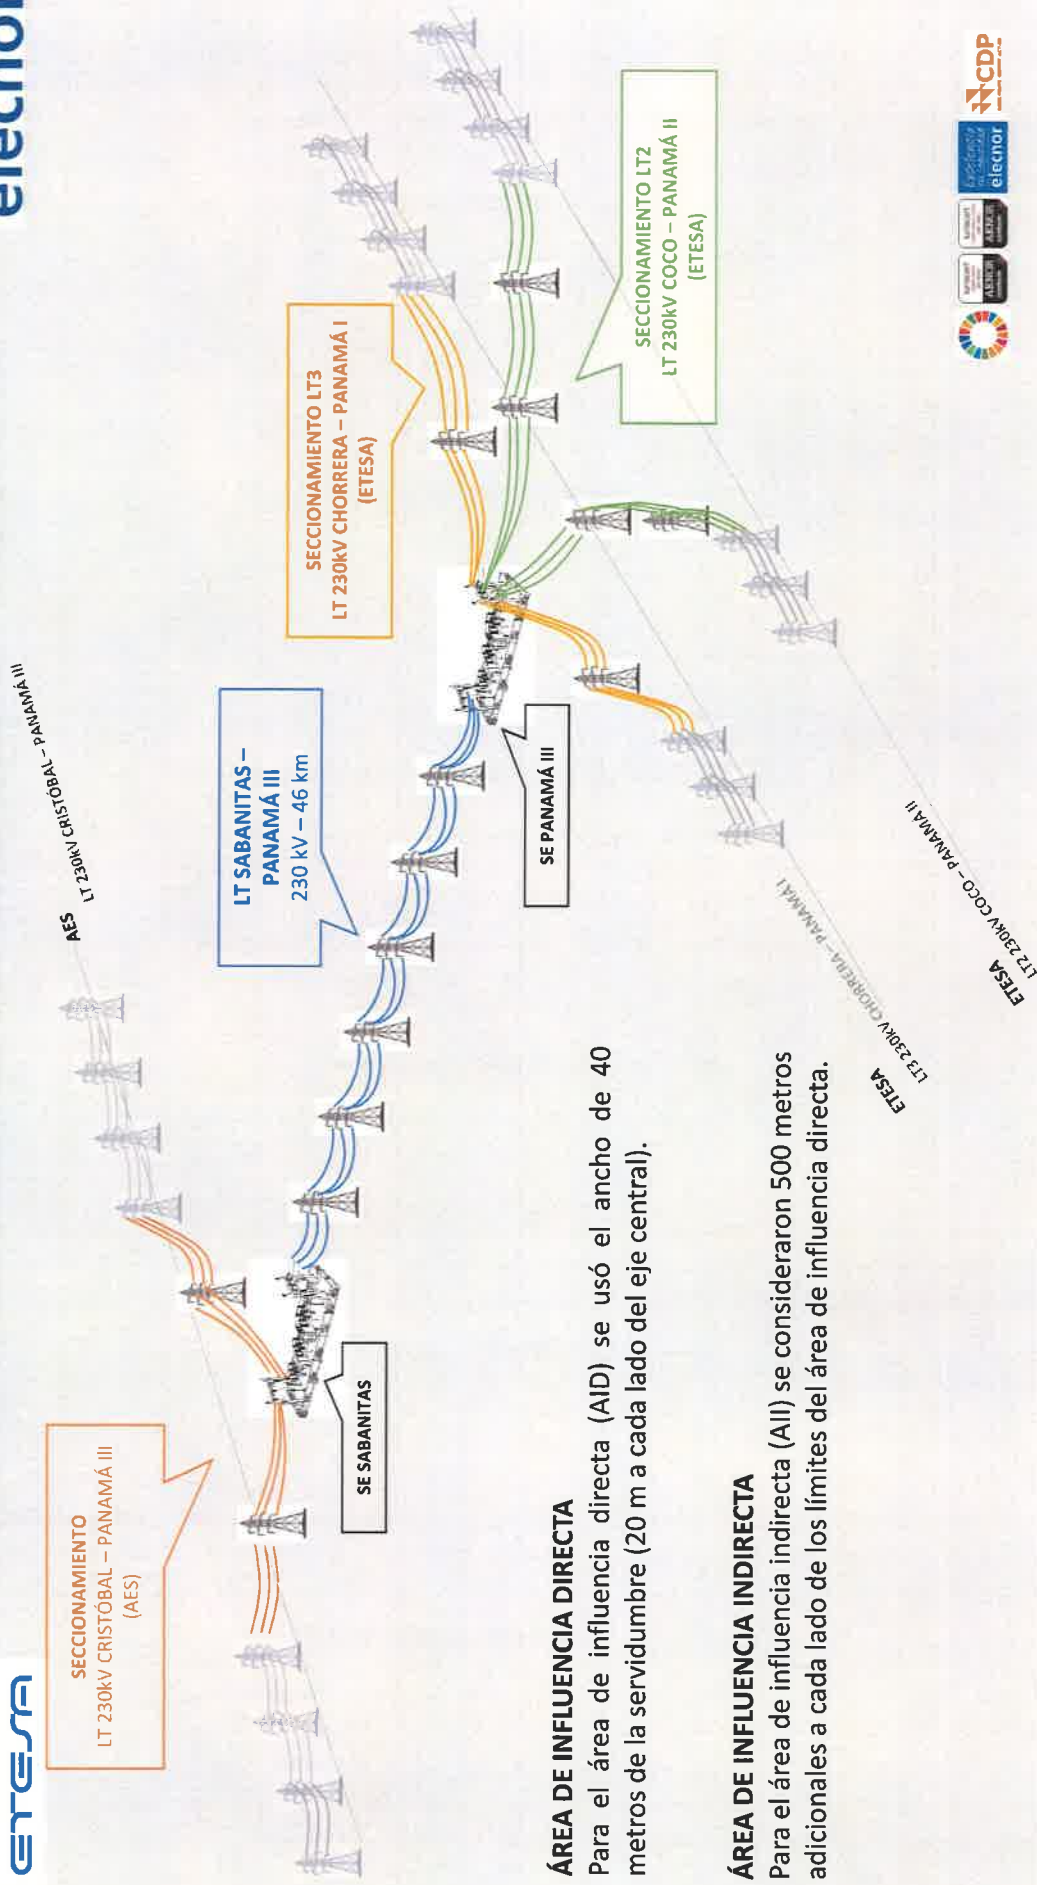 ETESA
elecnor
SECCIONAMIENTO
LT 230kV CRISTÓBAL – PANAMÁ III
(AES)
AES
LT 230kV CRISTÓBAL – PANAMÁ III
LT SABANITAS –
PANAMÁ III
230 kV – 46 km
SECCIONAMIENTO LT3
LT 230kV CHORRERA – PANAMÁ I
(ETESA)
SE SABANITAS
SE PANAMÁ III
SECCIONAMIENTO LT2
LT 230kV COCO – PANAMÁ II
(ETESA)
ÁREA DE INFLUENCIA DIRECTA
Para el área de influencia directa (AID) se usó el ancho de 40
metros de la servidumbre (20 m a cada lado del eje central).
ÁREA DE INFLUENCIA INDIRECTA
Para el área de influencia indirecta (AII) se consideraron 500 metros
adicionales a cada lado de los límites del área de influencia directa.
ETESA
LT3 230kV CHORRERA – PANAMÁ I
ETESA
LT2 230kV COCO – PANAMÁ II
AENOR
AENOR
elecnor
CDP